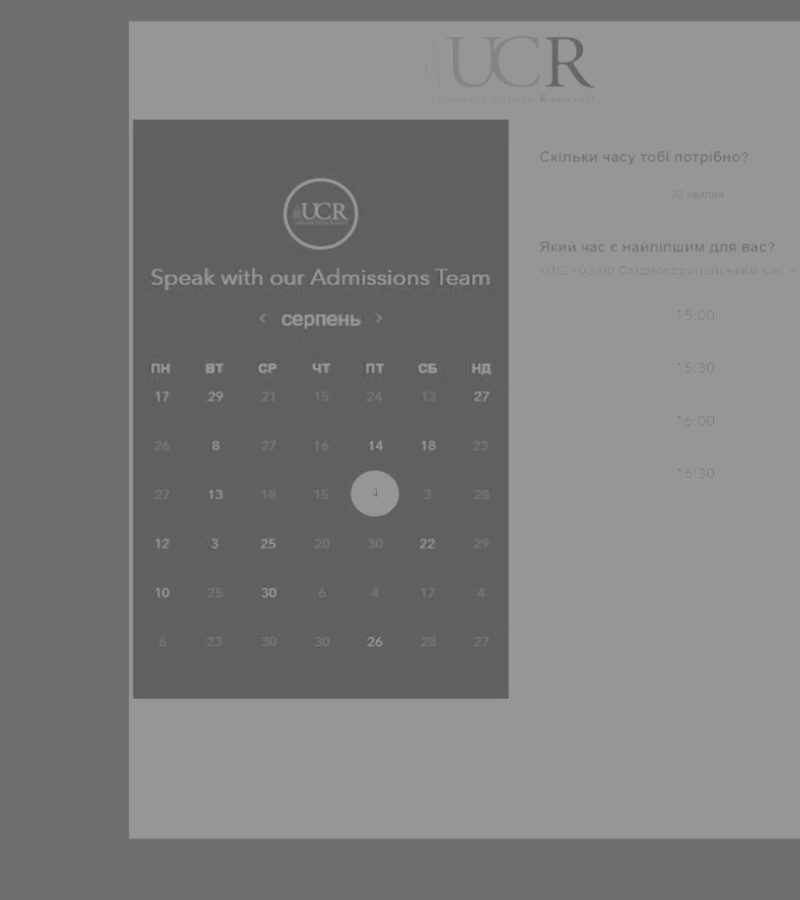 UCR
University College Roosevelt
UCR
Speak with our Admissions Team
< серпень >
ПН ВТ СР ЧТ ПТ СБ НД
17 29 21 15 24 13 27
26 8 27 16 14 18 23
27 13 18 15 4 3 28
12 3 25 20 30 22 29
10 25 30 6 4 17 4
6 23 30 30 26 28 27
Скільки часу тобі потрібно?
30 хвилин
Який час є найліпшим для вас?
UTC +03:00 Східноєвропейський час
15:00
15:30
16:00
16:30